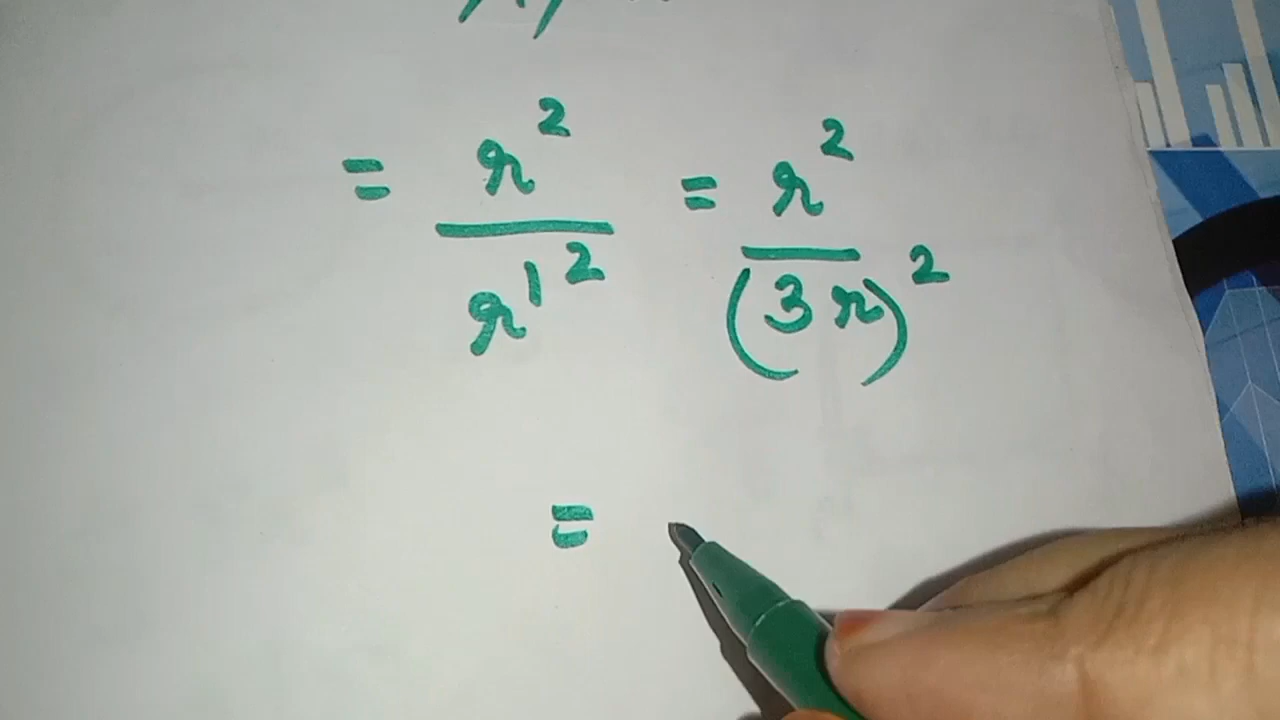 = r² / r'² = r² / (3r)²
=